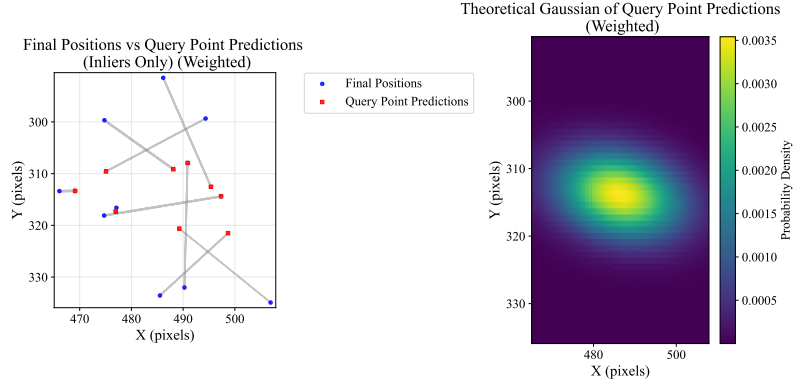 Final Positions vs Query Point Predictions
(Inliers Only) (Weighted)
300
310
320
330
Y (pixels)
470
480
490
500
X (pixels)
Final Positions
Query Point Predictions
Theoretical Gaussian of Query Point Predictions
(Weighted)
300
310
320
330
Y (pixels)
480
500
X (pixels)
0.0035
0.0030
0.0025
0.0020
0.0015
0.0010
0.0005
Probability Density